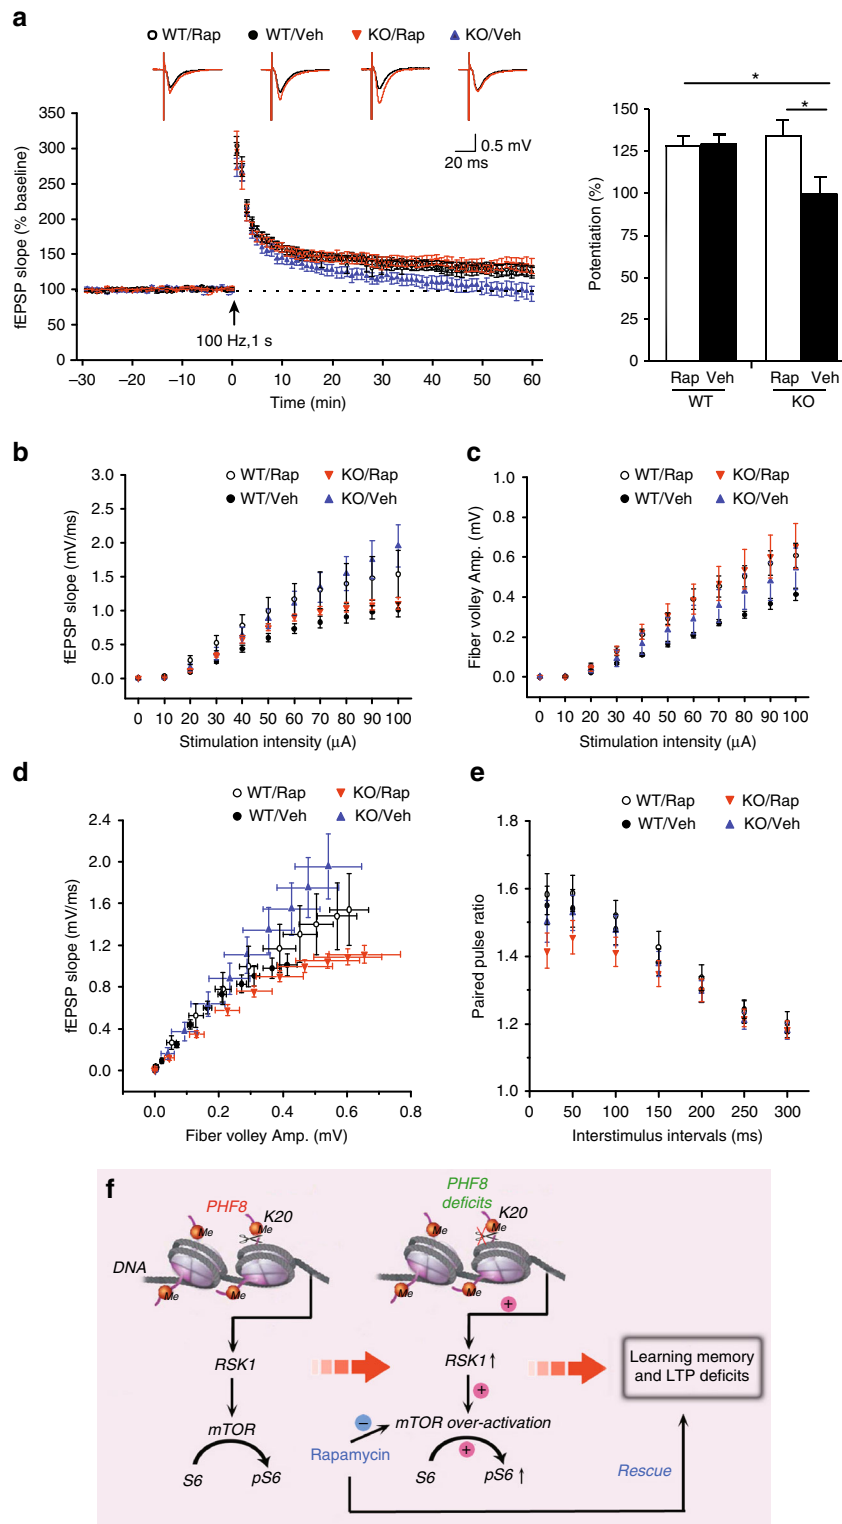 a
WT/Rap WT/Veh KO/Rap KO/Veh
0.5 mV
20 ms
350
300
250
200
150
100
50
0
fEPSP slope (% baseline)
100 Hz,1 s
–30 –20 –10 0 10 20 30 40 50 60
Time (min)
* *
150
125
100
75
50
25
0
Potentiation (%)
Rap Veh Rap Veh
WT KO
b
WT/Rap KO/Rap
WT/Veh KO/Veh
3.0
2.5
2.0
1.5
1.0
0.5
0.0
fEPSP slope (mV/ms)
0 10 20 30 40 50 60 70 80 90 100
Stimulation intensity (μA)
c
WT/Rap KO/Rap
WT/Veh KO/Veh
1.0
0.8
0.6
0.4
0.2
0.0
Fiber volley Amp. (mV)
0 10 20 30 40 50 60 70 80 90 100
Stimulation intensity (μA)
d
WT/Rap KO/Rap
WT/Veh KO/Veh
2.4
2.0
1.6
1.2
0.8
0.4
0.0
fEPSP slope (mV/ms)
0.0 0.2 0.4 0.6 0.8
Fiber volley Amp. (mV)
e
WT/Rap KO/Rap
WT/Veh KO/Veh
1.8
1.6
1.4
1.2
1.0
Paired pulse ratio
0 50 100 150 200 250 300
Interstimulus intervals (ms)
f
PHF8
K20
Me
Me
DNA
Me
Me
RSK1
mTOR
S6 pS6
PHF8
deficits
K20
Me
Me
Me
Me
+
RSK1↑
+
–
mTOR over-activation
Rapamycin
+
S6 pS6↑
Learning memory
and LTP deficits
Rescue